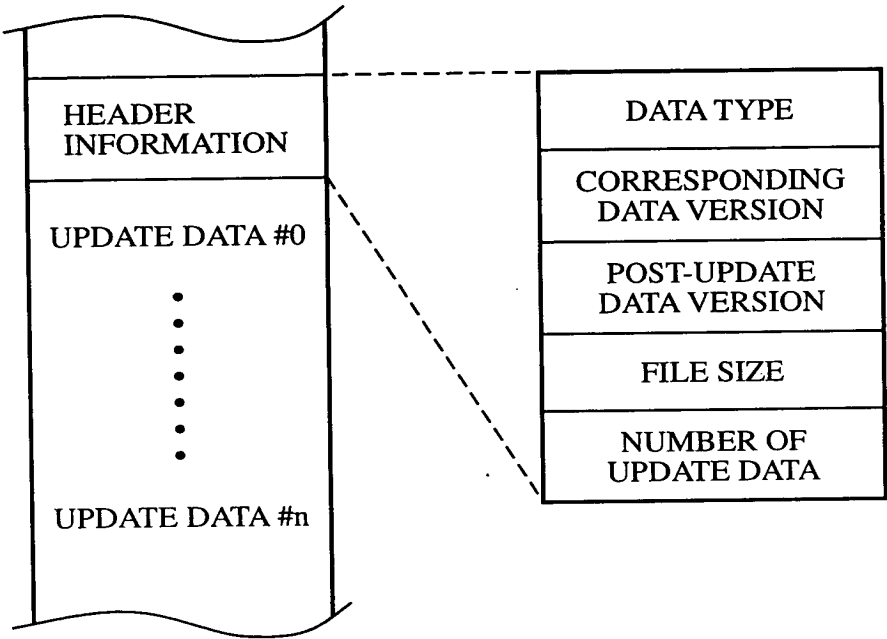 HEADER
INFORMATION
UPDATE DATA #0
UPDATE DATA #n
DATA TYPE
CORRESPONDING
DATA VERSION
POST-UPDATE
DATA VERSION
FILE SIZE
NUMBER OF
UPDATE DATA